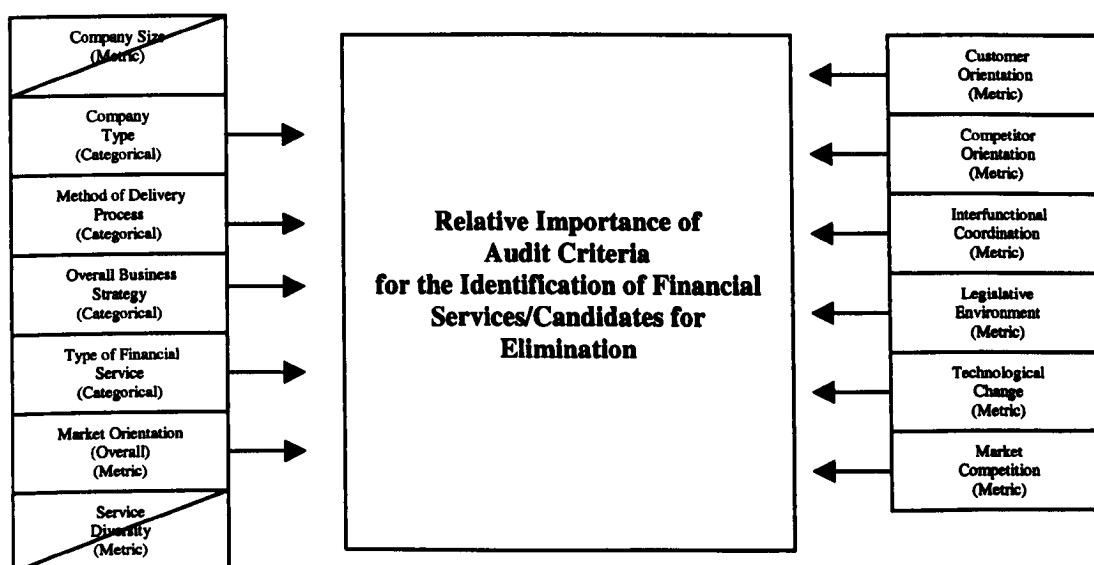 Company Size
(Metric)
Company
Type
(Categorical)
Method of Delivery
Process
(Categorical)
Overall Business
Strategy
(Categorical)
Type of Financial
Service
(Categorical)
Market Orientation
(Overall)
(Metric)
Service
Diversity
(Metric)
Relative Importance of
Audit Criteria
for the Identification of Financial
Services/Candidates for
Elimination
Customer
Orientation
(Metric)
Competitor
Orientation
(Metric)
Interfunctional
Coordination
(Metric)
Legislative
Environment
(Metric)
Technological
Change
(Metric)
Market
Competition
(Metric)